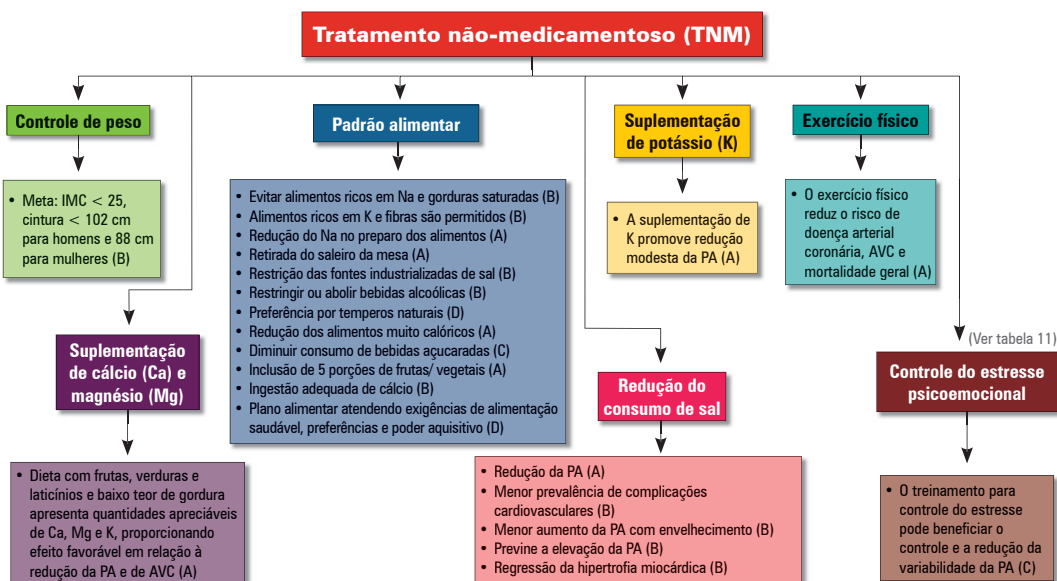 Tratamento não-medicamentoso (TNM)
Controle de peso
• Meta: IMC < 25,
cintura < 102 cm
para homens e 88 cm
para mulheres (B)
Padrão alimentar
• Evitar alimentos ricos em Na e gorduras saturadas (B)
• Alimentos ricos em K e fibras são permitidos (B)
• Redução do Na no preparo dos alimentos (A)
• Retirada do saleiro da mesa (A)
• Restrição das fontes industrializadas de sal (B)
• Restringir ou abolir bebidas alcoólicas (B)
• Preferência por temperos naturais (D)
• Redução dos alimentos muito calóricos (A)
• Diminuir consumo de bebidas açucaradas (C)
• Inclusão de 5 porções de frutas/ vegetais (A)
• Ingestão adequada de cálcio (B)
• Plano alimentar atendendo exigências de alimentação
saudável, preferências e poder aquisitivo (D)
Suplementação
de potássio (K)
• A suplementação de
K promove redução
modesta da PA (A)
Exercício físico
• O exercício físico
reduz o risco de
doença arterial
coronária, AVC e
mortalidade geral (A)
Suplementação
de cálcio (Ca) e
magnésio (Mg)
• Dieta com frutas, verduras e
laticínios e baixo teor de gordura
apresenta quantidades apreciáveis
de Ca, Mg e K, proporcionando
efeito favorável em relação à
redução da PA e de AVC (A)
Redução do
consumo de sal
• Redução da PA (A)
• Menor prevalência de complicações
cardiovasculares (B)
• Menor aumento da PA com envelhecimento (B)
• Previne a elevação da PA (B)
• Regressão da hipertrofia miocárdica (B)
(Ver tabela 11)
Controle do estresse
psicoemocional
• O treinamento para
controle do estresse
pode beneficiar o
controle e a redução da
variabilidade da PA (C)